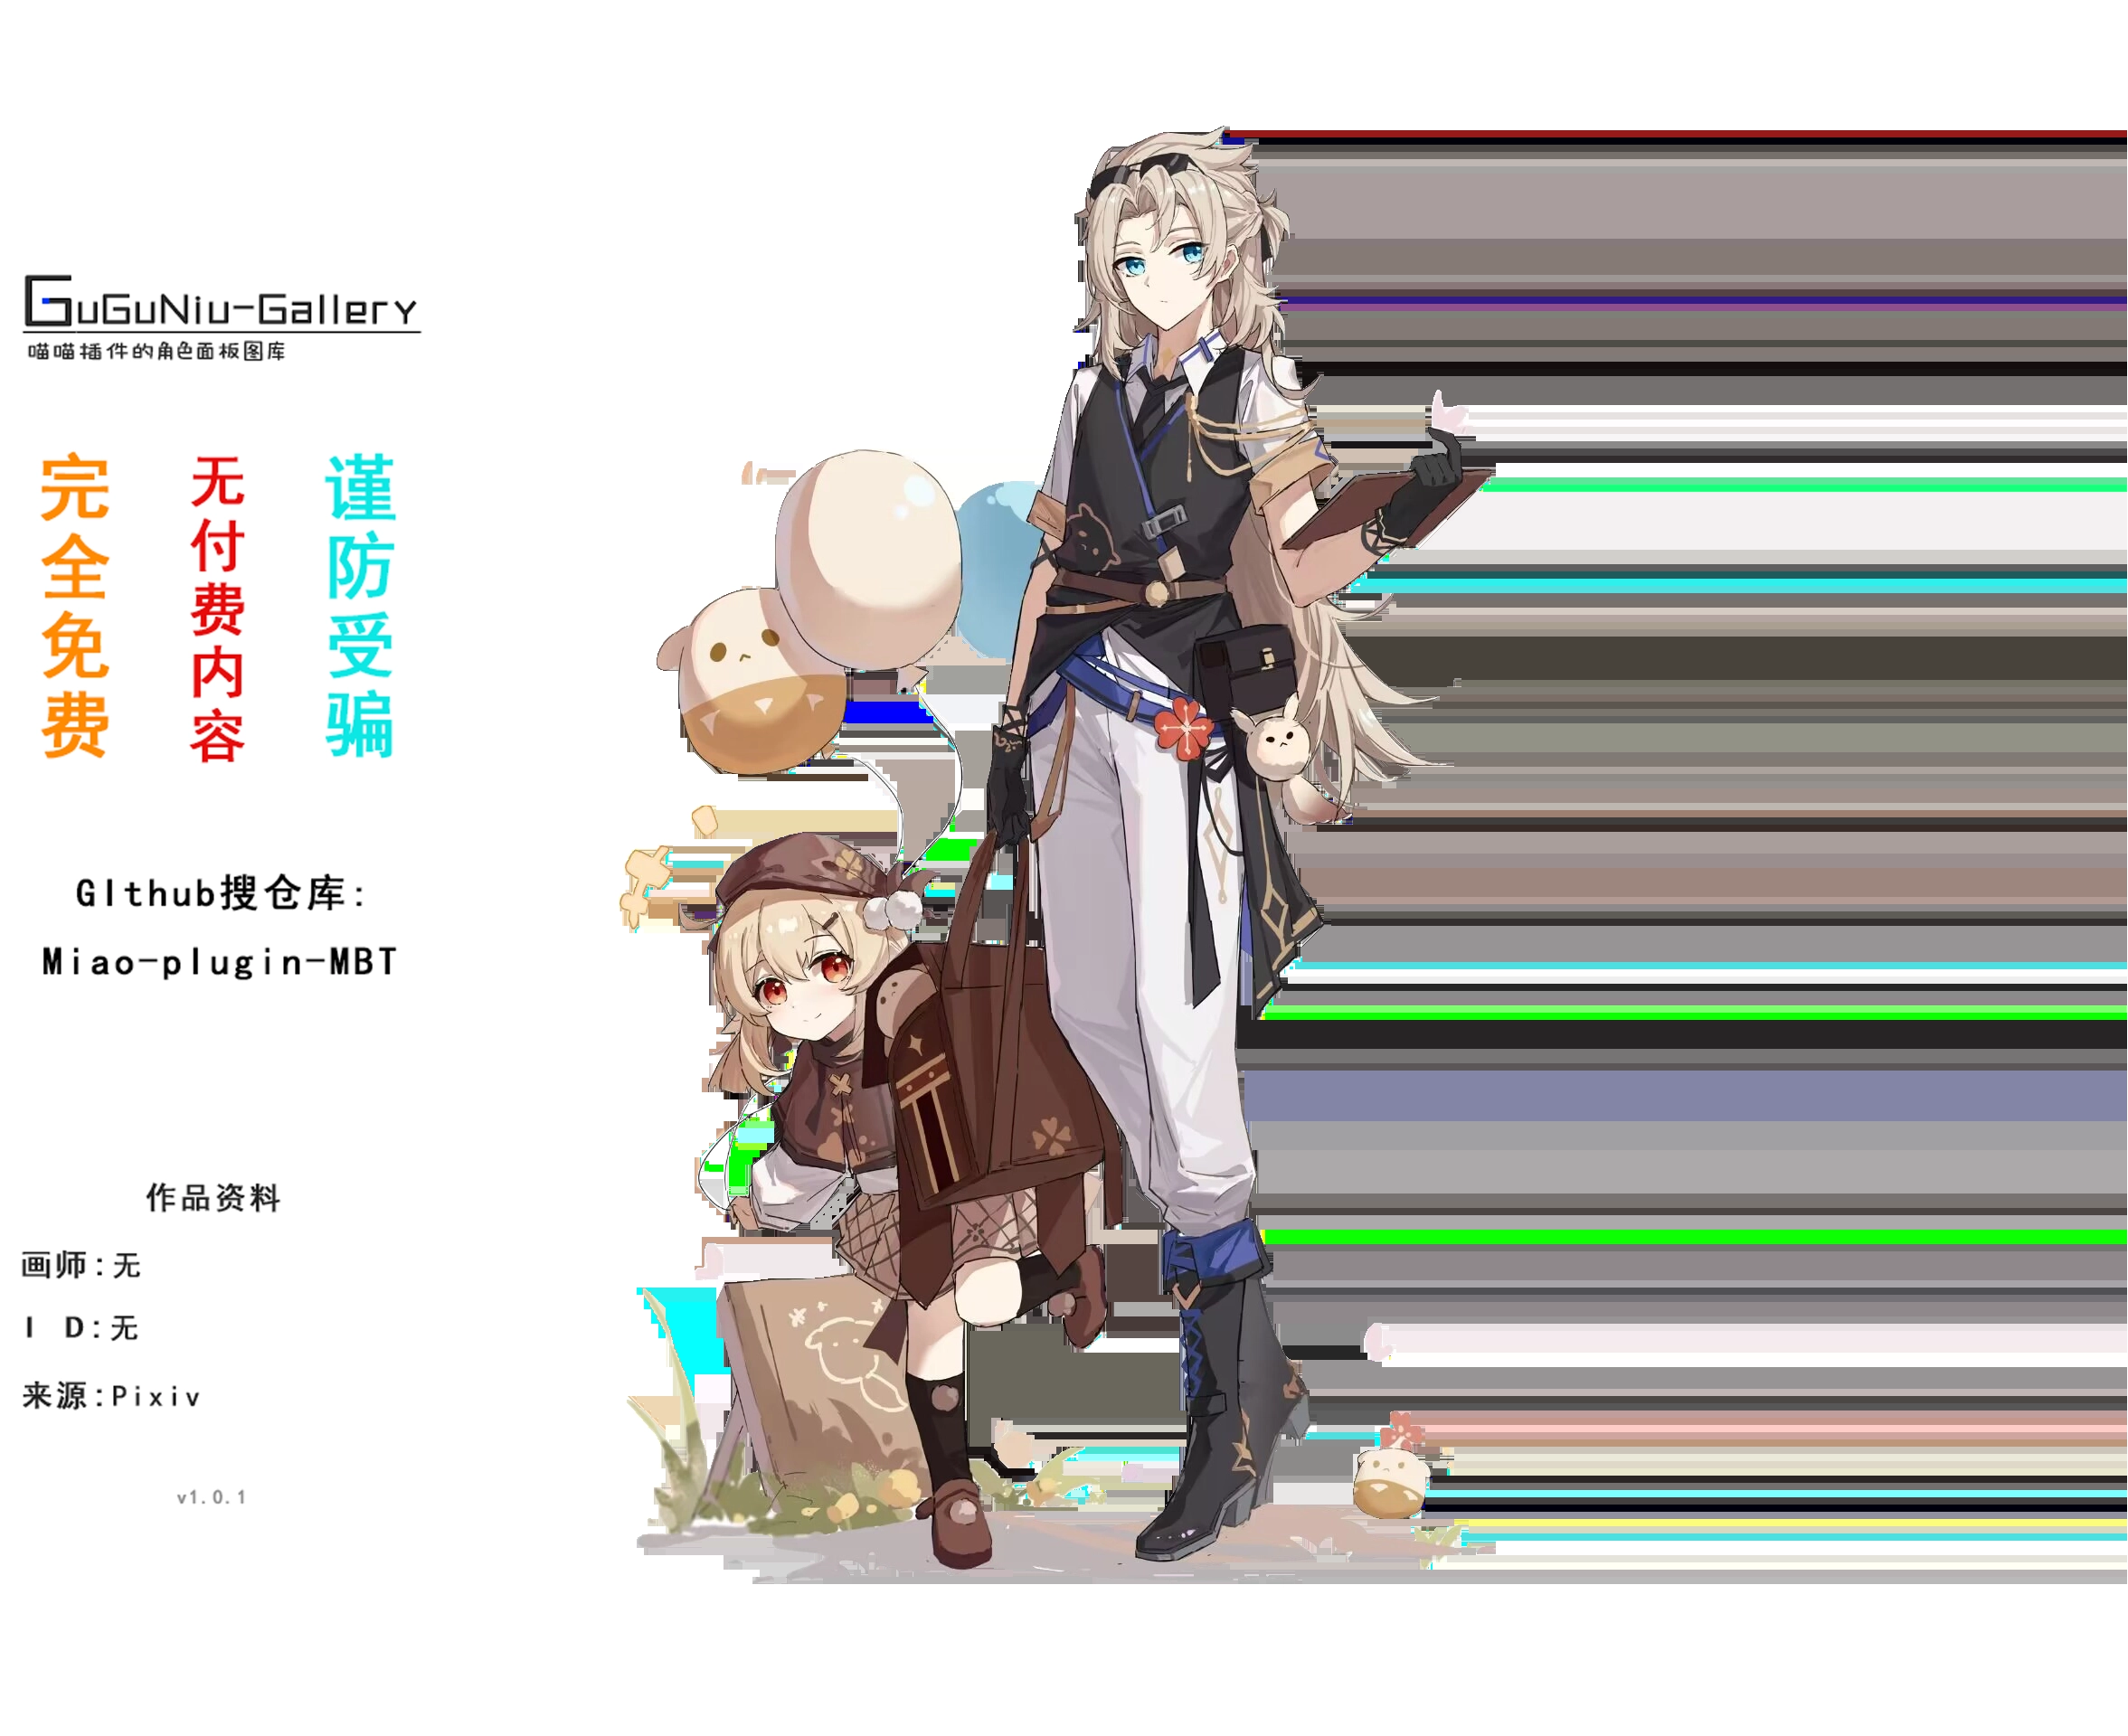 GuGuNiu-Gallery
喵喵插件的角色面板图库
完全免费
无付费内容
谨防受骗
GIthub搜仓库:
Miao-plugin-MBT
作品资料
画师:无
I D:无
来源:Pixiv
v1.0.1